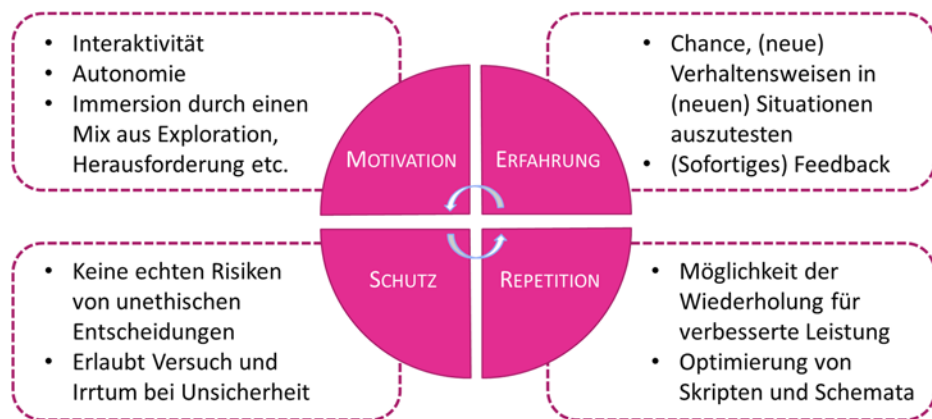 • Interaktivität
• Autonomie
• Immersion durch einen
Mix aus Exploration,
Herausforderung etc.
MOTIVATION
ERFAHRUNG
• Chance, (neue)
Verhaltensweisen in
(neuen) Situationen
auszutesten
• (Sofortiges) Feedback
• Keine echten Risiken
von unethischen
Entscheidungen
• Erlaubt Versuch und
Irrtum bei Unsicherheit
SCHUTZ
REPETITION
• Möglichkeit der
Wiederholung für
verbesserte Leistung
• Optimierung von
Skripten und Schemata